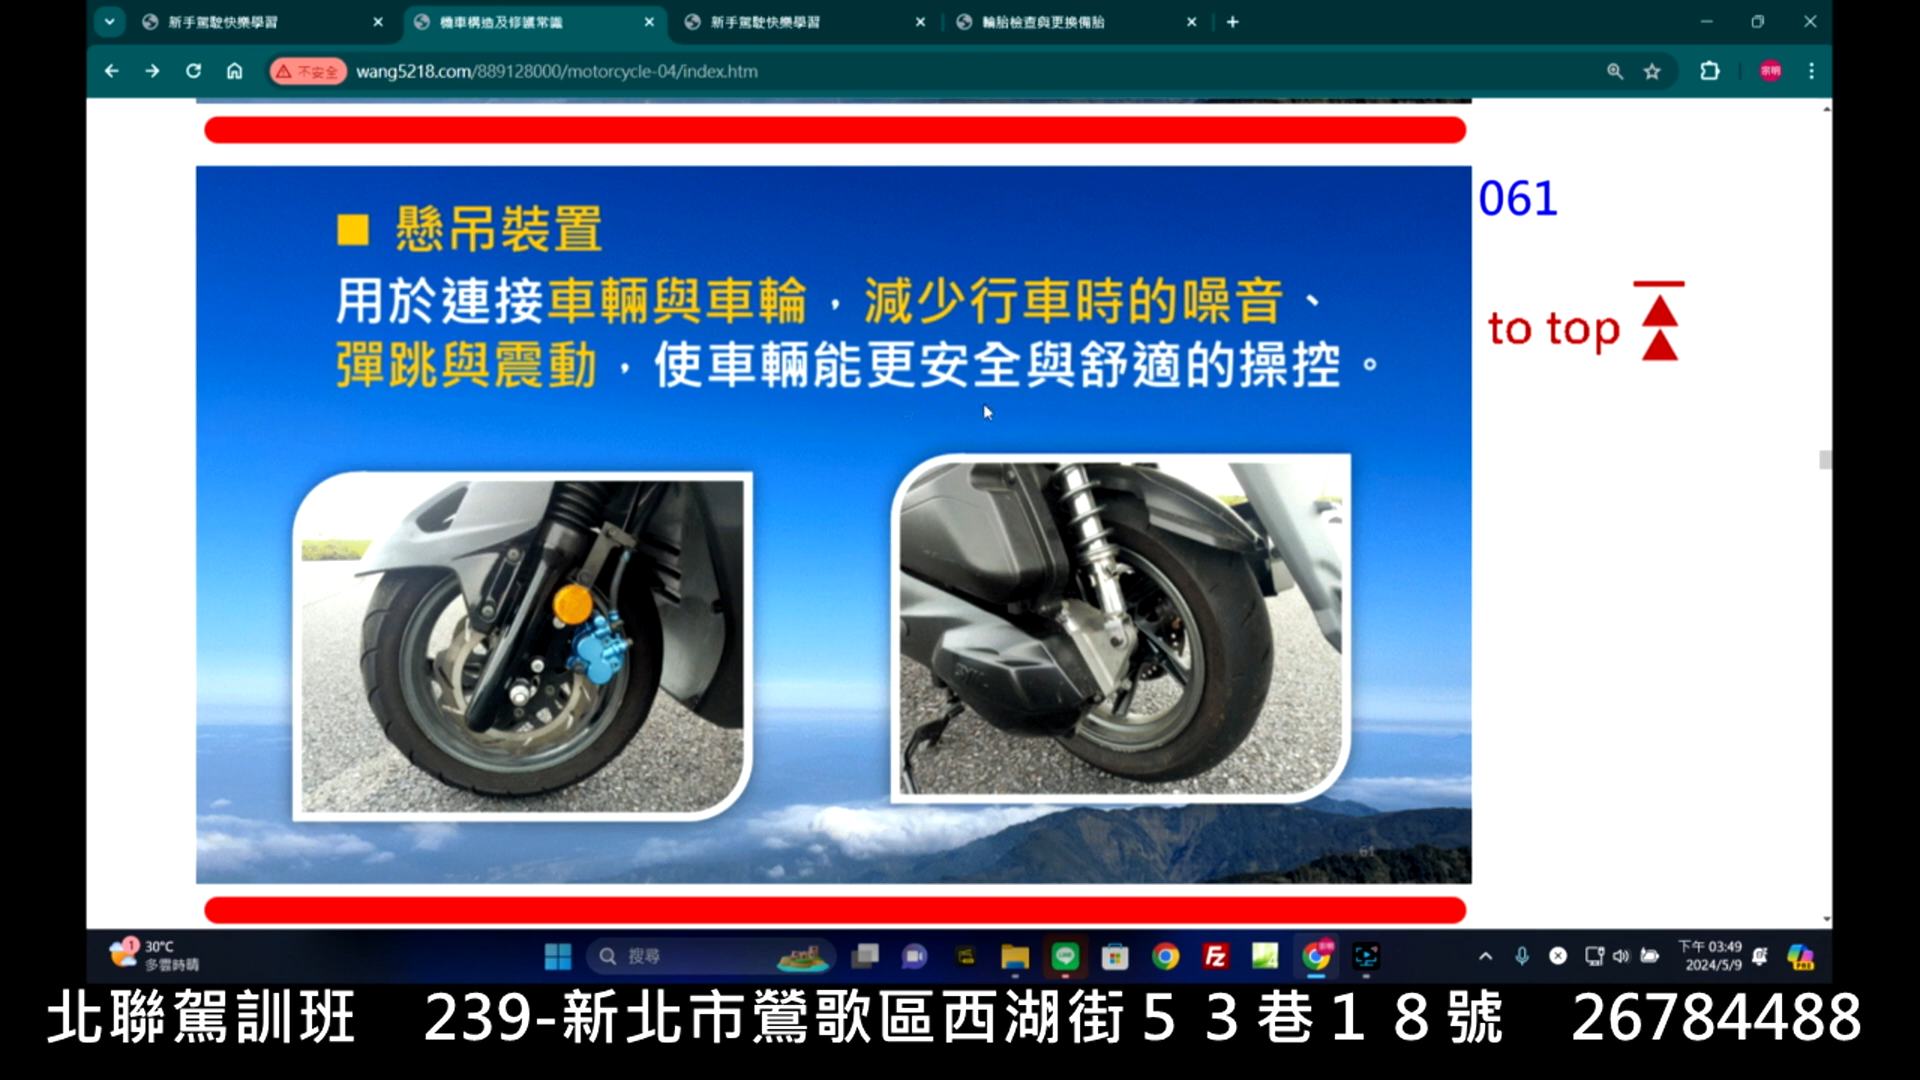 新手駕駛快樂學習
機車構造及修護常識
新手駕駛快樂學習
輪胎檢查與更換備胎
不安全
wang5218.com/889128000/motorcycle-04/index.htm
宗明
061
to top
■ 懸吊裝置
用於連接車輛與車輪，減少行車時的噪音、
彈跳與震動，使車輛能更安全與舒適的操控。
61
1
30°C
多雲時晴
搜尋
下午 03:49
2024/5/9
北聯駕訓班 239-新北市鶯歌區西湖街５３巷１８號 26784488